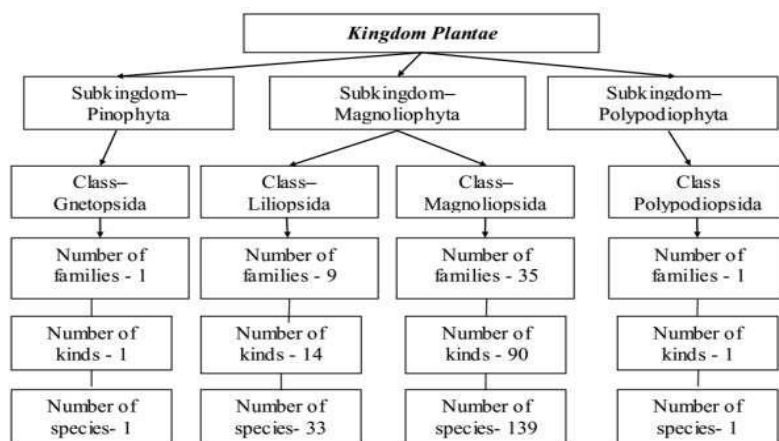 Kingdom Plantae
Subkingdom–
Pinophyta
Subkingdom–
Magnoliophyta
Subkingdom–
Polypodiophyta
Class–
Gnetopsida
Class–
Liliopsida
Class–
Magnoliopsida
Class
Polypodiopsida
Number of
families - 1
Number of
families - 9
Number of
families - 35
Number of
families - 1
Number of
kinds - 1
Number of
kinds - 14
Number of
kinds - 90
Number of
kinds - 1
Number of
species- 1
Number of
species- 33
Number of
species- 139
Number of
species- 1